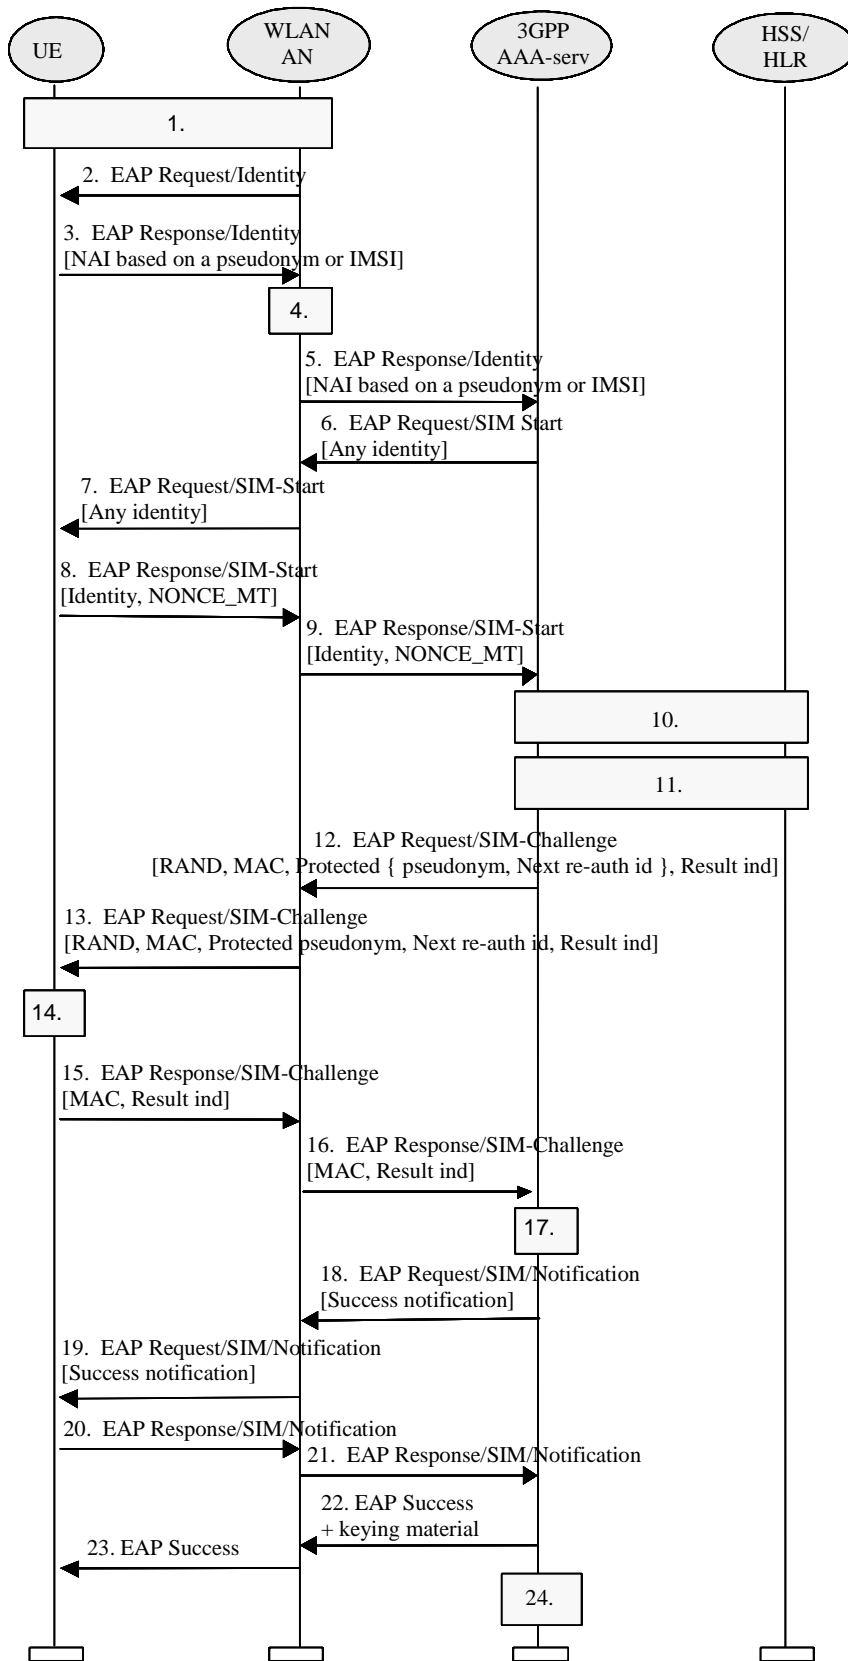 UE
WLAN
AN
3GPP
AAA-serv
HSS/
HLR
1.
2. EAP Request/Identity
3. EAP Response/Identity
[NAI based on a pseudonym or IMSI]
4.
5. EAP Response/Identity
[NAI based on a pseudonym or IMSI]
6. EAP Request/SIM Start
[Any identity]
7. EAP Request/SIM-Start
[Any identity]
8. EAP Response/SIM-Start
[Identity, NONCE_MT]
9. EAP Response/SIM-Start
[Identity, NONCE_MT]
10.
11.
12. EAP Request/SIM-Challenge
[RAND, MAC, Protected { pseudonym, Next re-auth id }, Result ind]
13. EAP Request/SIM-Challenge
[RAND, MAC, Protected pseudonym, Next re-auth id, Result ind]
14.
15. EAP Response/SIM-Challenge
[MAC, Result ind]
16. EAP Response/SIM-Challenge
[MAC, Result ind]
17.
18. EAP Request/SIM/Notification
[Success notification]
19. EAP Request/SIM/Notification
[Success notification]
20. EAP Response/SIM/Notification
21. EAP Response/SIM/Notification
22. EAP Success
+ keying material
23. EAP Success
24.